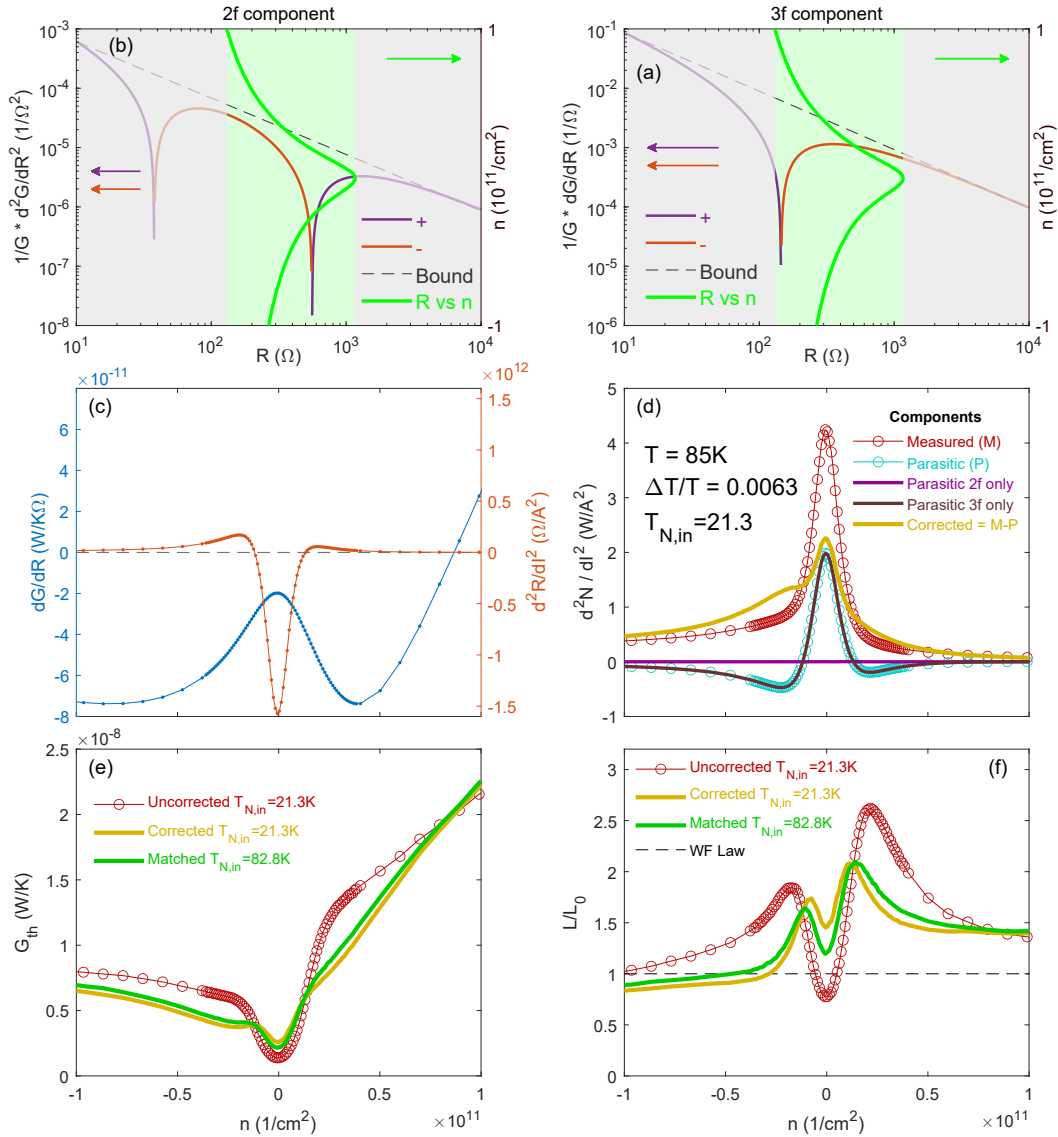 2f component
(b)
10^-3
10^-4
10^-5
10^-6
10^-7
10^-8
1/G * d^2G/dR^2 (1/Ω^2)
1
0
-1
n (10^11/cm^2)
+
-
Bound
R vs n
10^1
10^2
10^3
10^4
R (Ω)
3f component
(a)
10^-1
10^-2
10^-3
10^-4
10^-5
10^-6
1/G * dG/dR (1/Ω)
1
0
-1
n (10^11/cm^2)
+
-
Bound
R vs n
10^1
10^2
10^3
10^4
R (Ω)
×10^-11
(c)
6
4
2
0
-2
-4
-6
-8
dG/dR (W/KΩ)
×10^12
1.5
1
0.5
0
-0.5
-1
-1.5
d^2R/dI^2 (Ω/A^2)
(d)
5
4
3
2
1
0
-1
d^2N / dI^2 (W/A^2)
T = 85K
ΔT/T = 0.0063
T_N,in=21.3
Components
Measured (M)
Parasitic (P)
Parasitic 2f only
Parasitic 3f only
Corrected = M-P
×10^-8
(e)
2.5
2
1.5
1
0.5
0
G_th (W/K)
Uncorrected T_N,in=21.3K
Corrected T_N,in=21.3K
Matched T_N,in=82.8K
-1
-0.5
0
0.5
1
n (1/cm^2)
×10^11
(f)
3.5
3
2.5
2
1.5
1
0.5
0
L/L_0
Uncorrected T_N,in=21.3K
Corrected T_N,in=21.3K
Matched T_N,in=82.8K
WF Law
-1
-0.5
0
0.5
1
n (1/cm^2)
×10^11